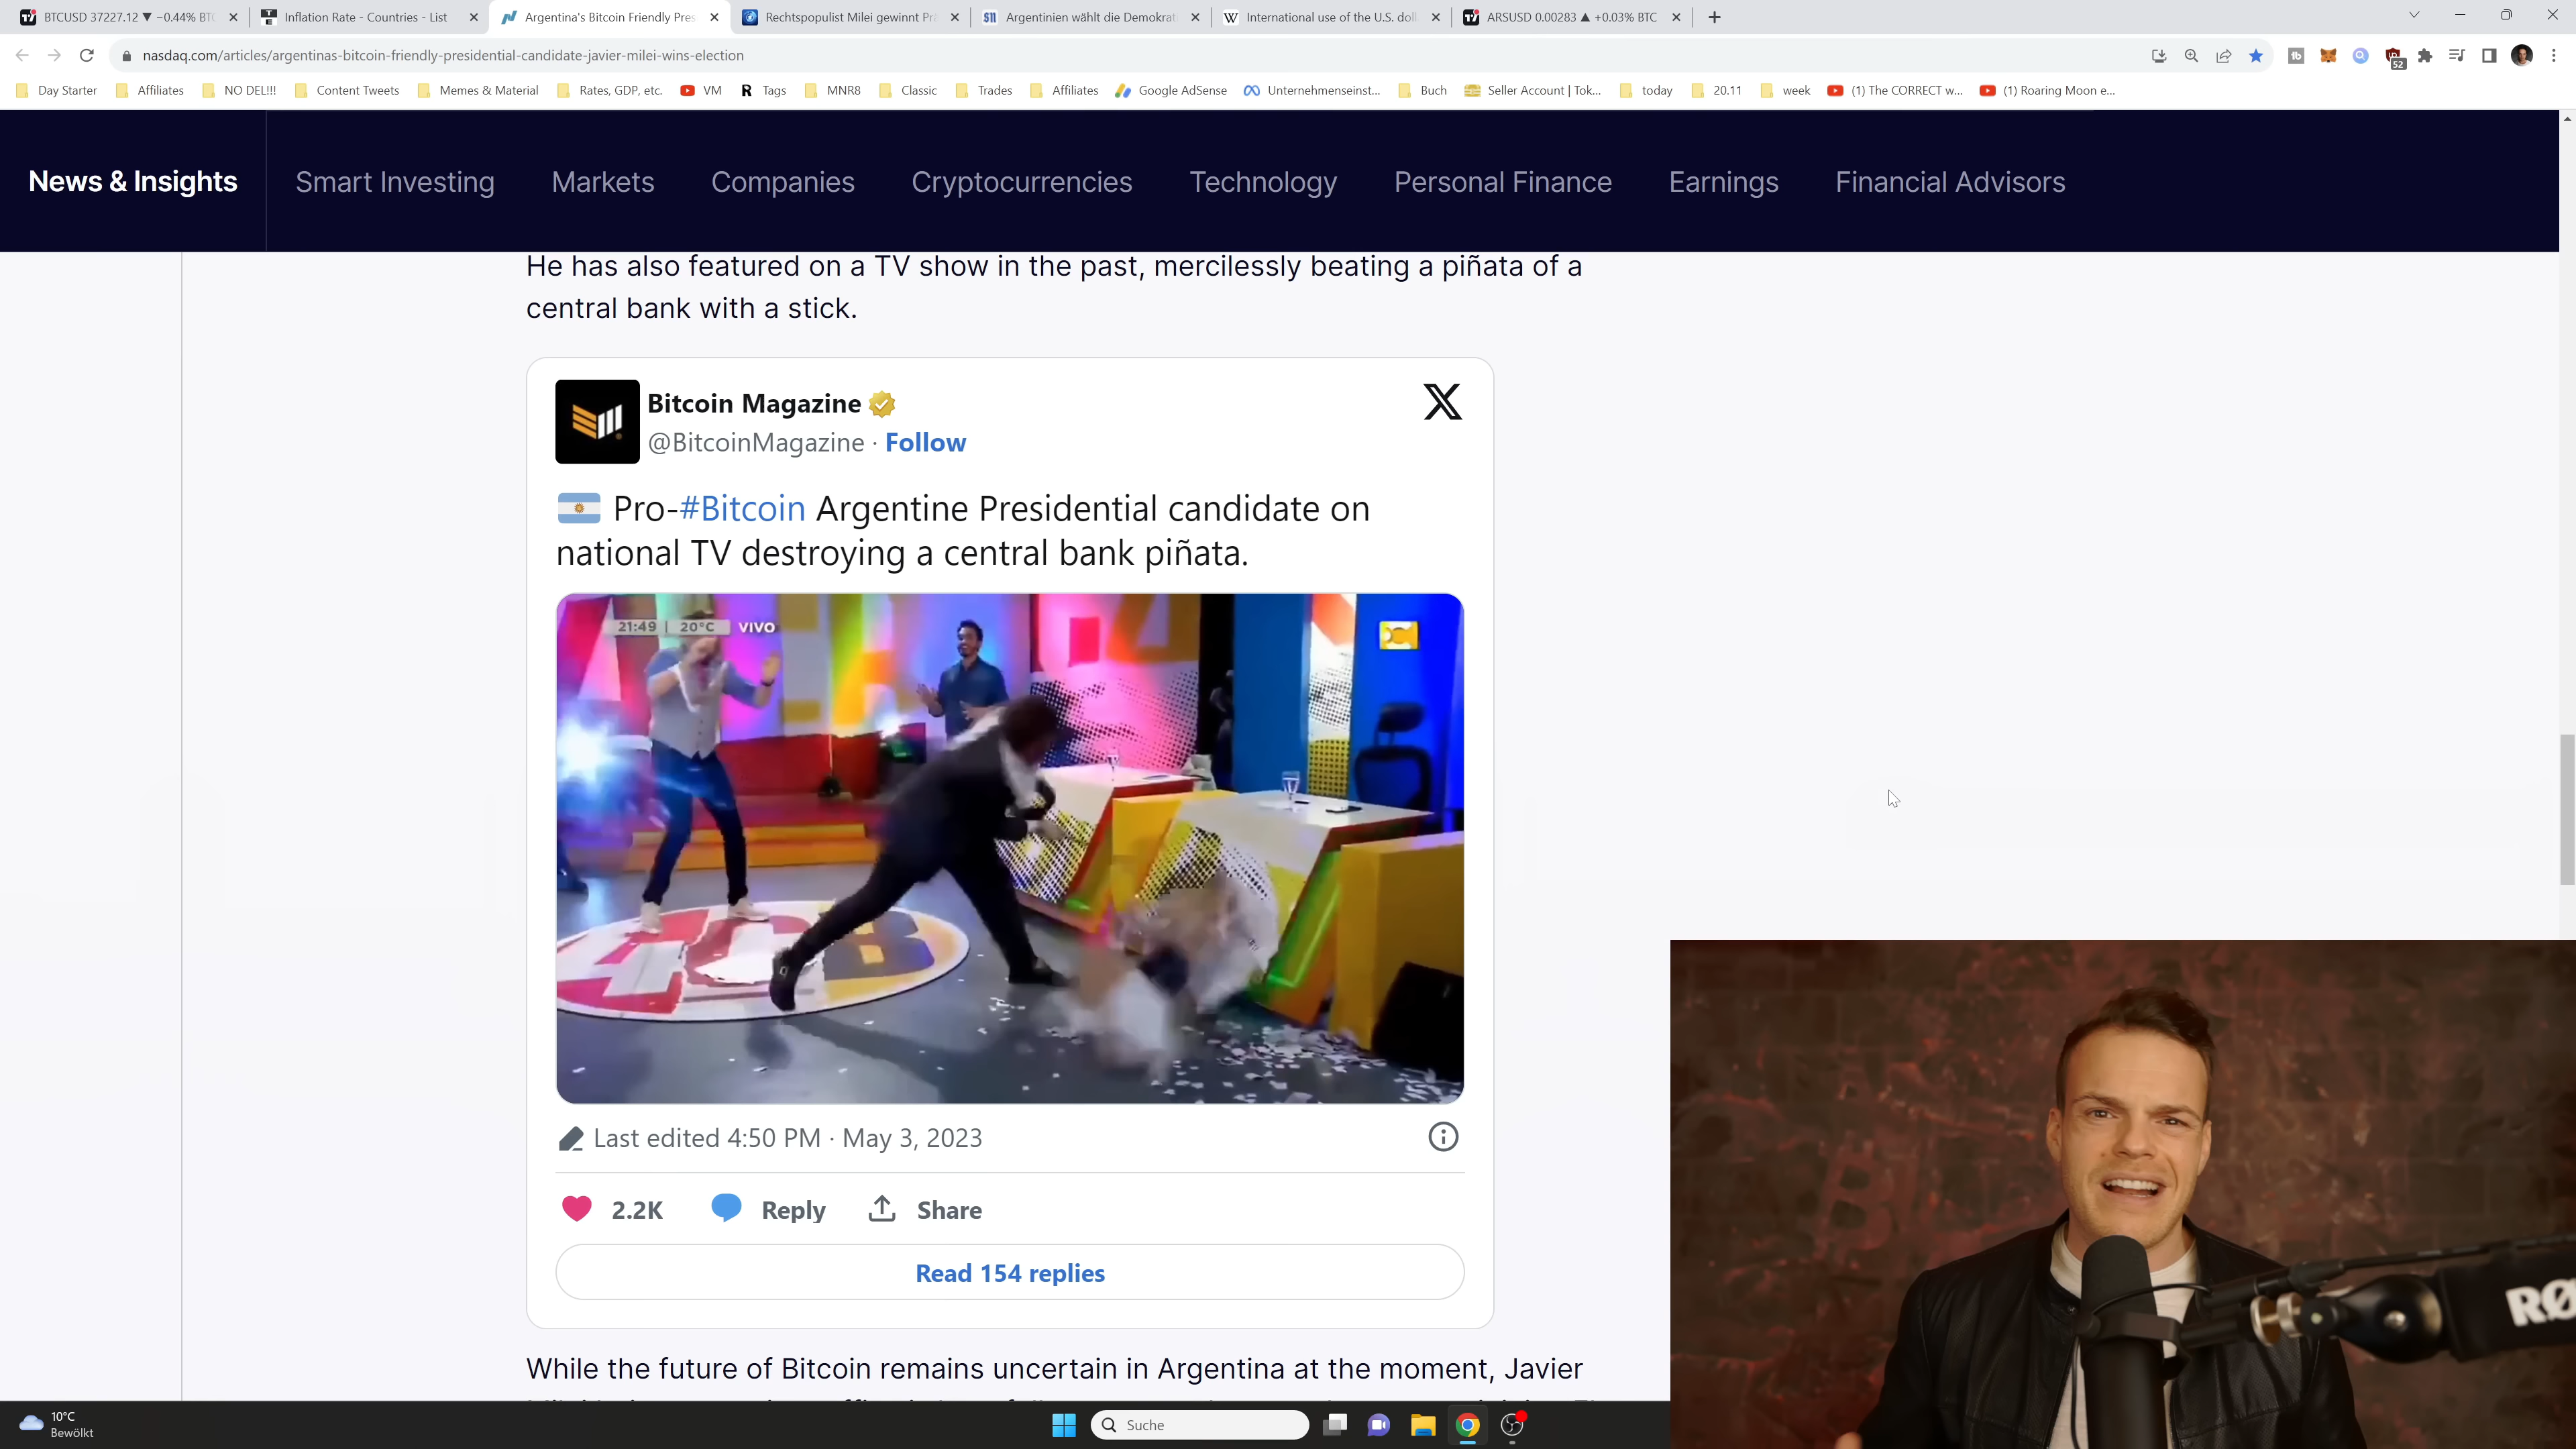 BTCUSD 37227.12 ▼ −0.44% BTC
Inflation Rate - Countries - List
Argentina's Bitcoin Friendly Pres
Rechtspopulist Milei gewinnt Prä
Argentinien wählt die Demokrat
International use of the U.S. doll
ARSUSD 0.00283 ▲ +0.03% BTC
nasdaq.com/articles/argentinas-bitcoin-friendly-presidential-candidate-javier-milei-wins-election
52
Day Starter
Affiliates
NO DEL!!!
Content Tweets
Memes & Material
Rates, GDP, etc.
VM
Tags
MNR8
Classic
Trades
Affiliates
Google AdSense
Unternehmenseinst...
Buch
Seller Account | Tok...
today
20.11
week
(1) The CORRECT w...
(1) Roaring Moon e...
News & Insights
Smart Investing
Markets
Companies
Cryptocurrencies
Technology
Personal Finance
Earnings
Financial Advisors
He has also featured on a TV show in the past, mercilessly beating a piñata of a
central bank with a stick.
Bitcoin Magazine
@BitcoinMagazine · Follow
Pro-#Bitcoin Argentine Presidential candidate on
national TV destroying a central bank piñata.
21:49 | 20°C VIVO
Last edited 4:50 PM · May 3, 2023
2.2K
Reply
Share
Read 154 replies
While the future of Bitcoin remains uncertain in Argentina at the moment, Javier
10°C
Bewölkt
Suche